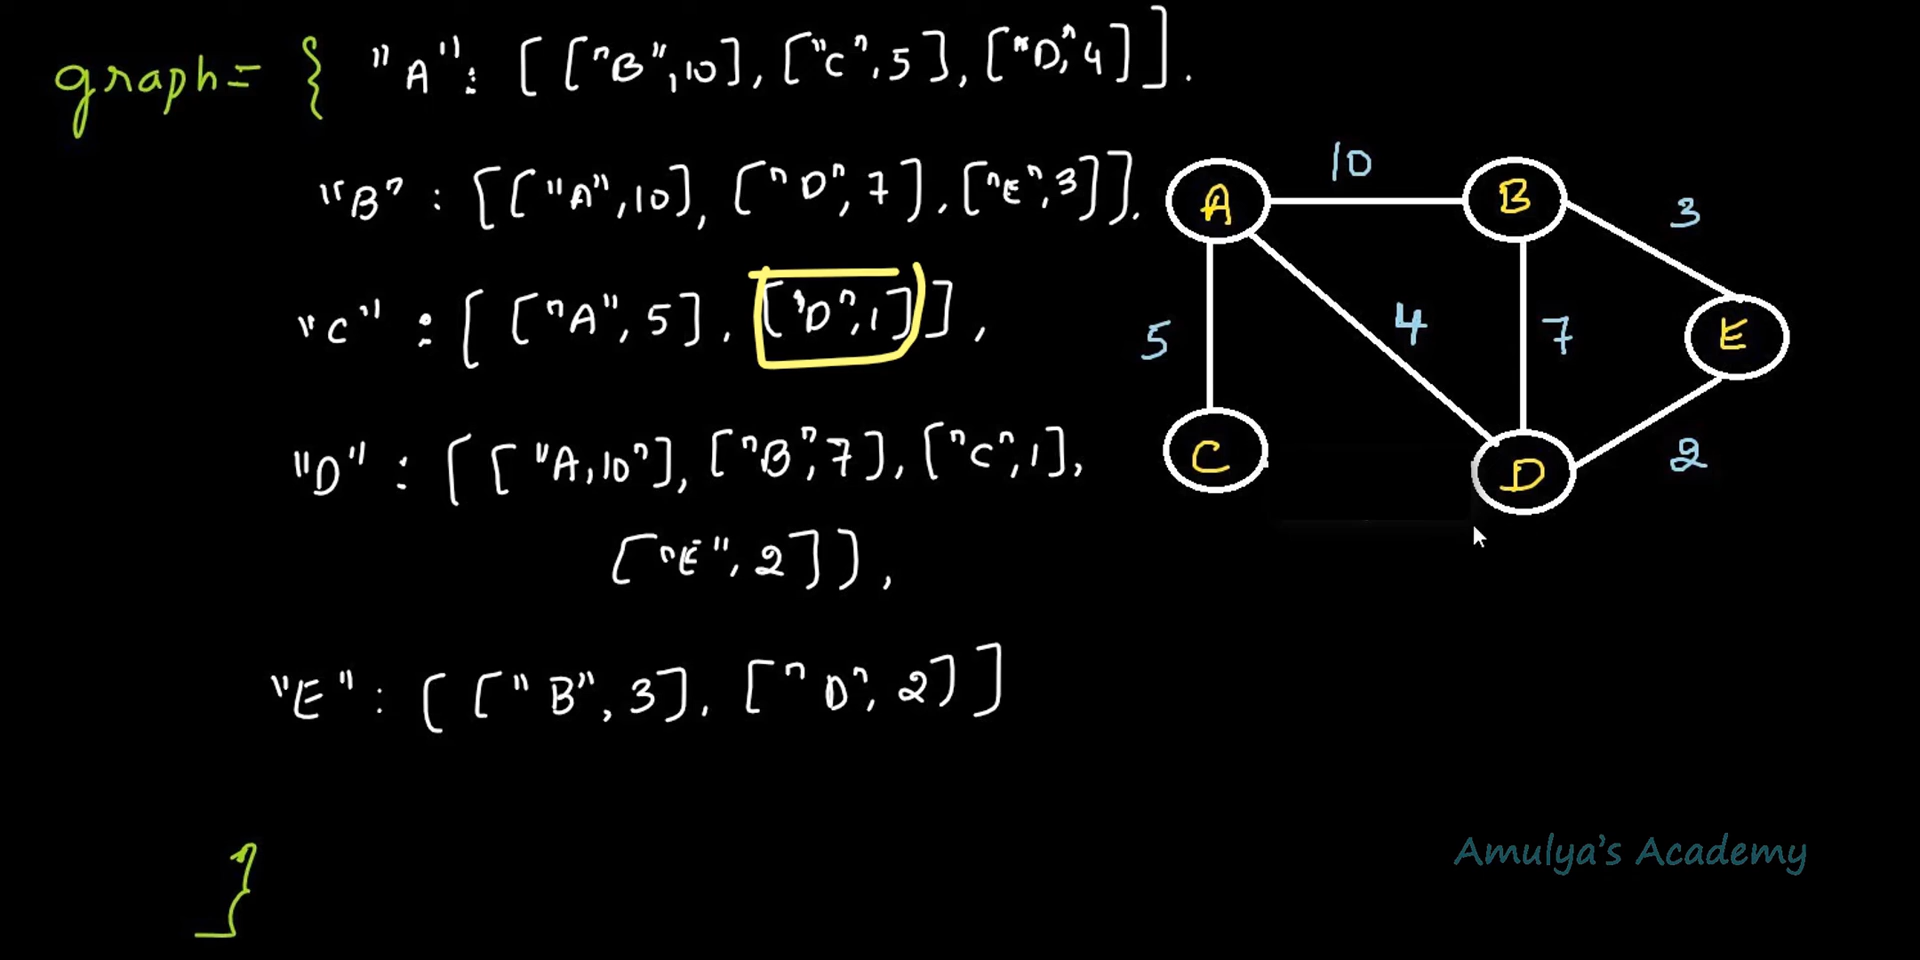 graph = { "A" : [["B",10], ["C",5], ["D",4]].
"B" : [["A",10], ["D",7], ["E",3]].
"C" : [["A",5], ["D",1]],
"D" : [["A,10"], ["B",7], ["C",1],
["E",2]],
"E" : [["B",3], ["D",2]]
}
10
A B
3
5 4 7 E
C D
2
Amulya's Academy